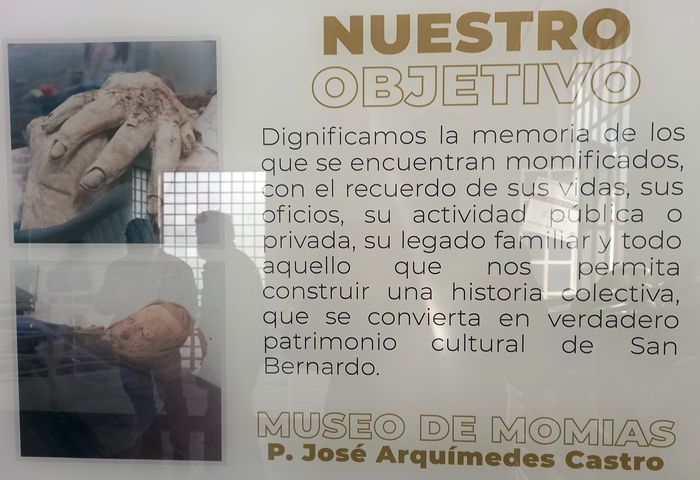 NUESTRO
OBJETIVO
Dignificamos la memoria de los
que se encuentran momificados,
con el recuerdo de sus vidas, sus
oficios, su actividad pública o
privada, su legado familiar y todo
aquello que nos permita
construir una historia colectiva,
que se convierta en verdadero
patrimonio cultural de San
Bernardo.
MUSEO DE MOMIAS
P. José Arquímedes Castro